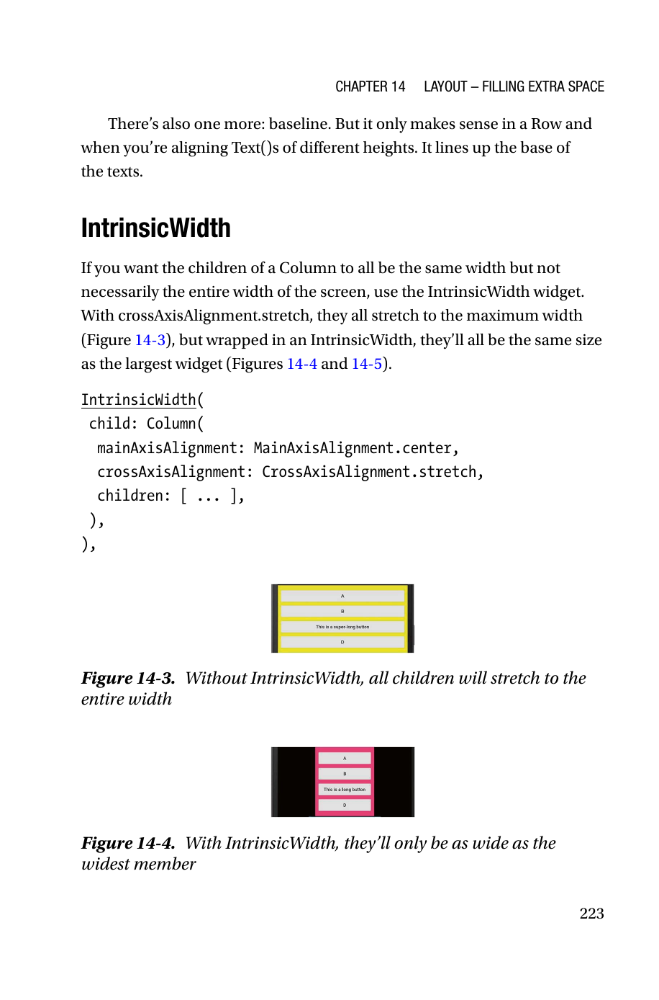 CHAPTER 14 LAYOUT – FILLING EXTRA SPACE
There’s also one more: baseline. But it only makes sense in a Row and
when you’re aligning Text()s of different heights. It lines up the base of
the texts.
IntrinsicWidth
If you want the children of a Column to all be the same width but not
necessarily the entire width of the screen, use the IntrinsicWidth widget.
With crossAxisAlignment.stretch, they all stretch to the maximum width
(Figure 14-3), but wrapped in an IntrinsicWidth, they’ll all be the same size
as the largest widget (Figures 14-4 and 14-5).
IntrinsicWidth(
 child: Column(
  mainAxisAlignment: MainAxisAlignment.center,
  crossAxisAlignment: CrossAxisAlignment.stretch,
  children: [ ... ],
 ),
),
A
B
This is a super-long button
D
Figure 14-3. Without IntrinsicWidth, all children will stretch to the
entire width
A
B
This is a long button
D
Figure 14-4. With IntrinsicWidth, they’ll only be as wide as the
widest member
223